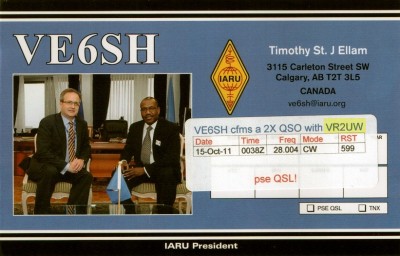 VE6SH
IARU
Timothy St. J Ellam
3115 Carleton Street SW
Calgary, AB T2T 3L5
CANADA
ve6sh@iaru.org
VE6SH cfms a 2X QSO with VR2UW
Date Time Freq Mode RST
15-Oct-11 0038Z 28.004 CW 599
pse QSL!
PSE QSL TNX
IARU President